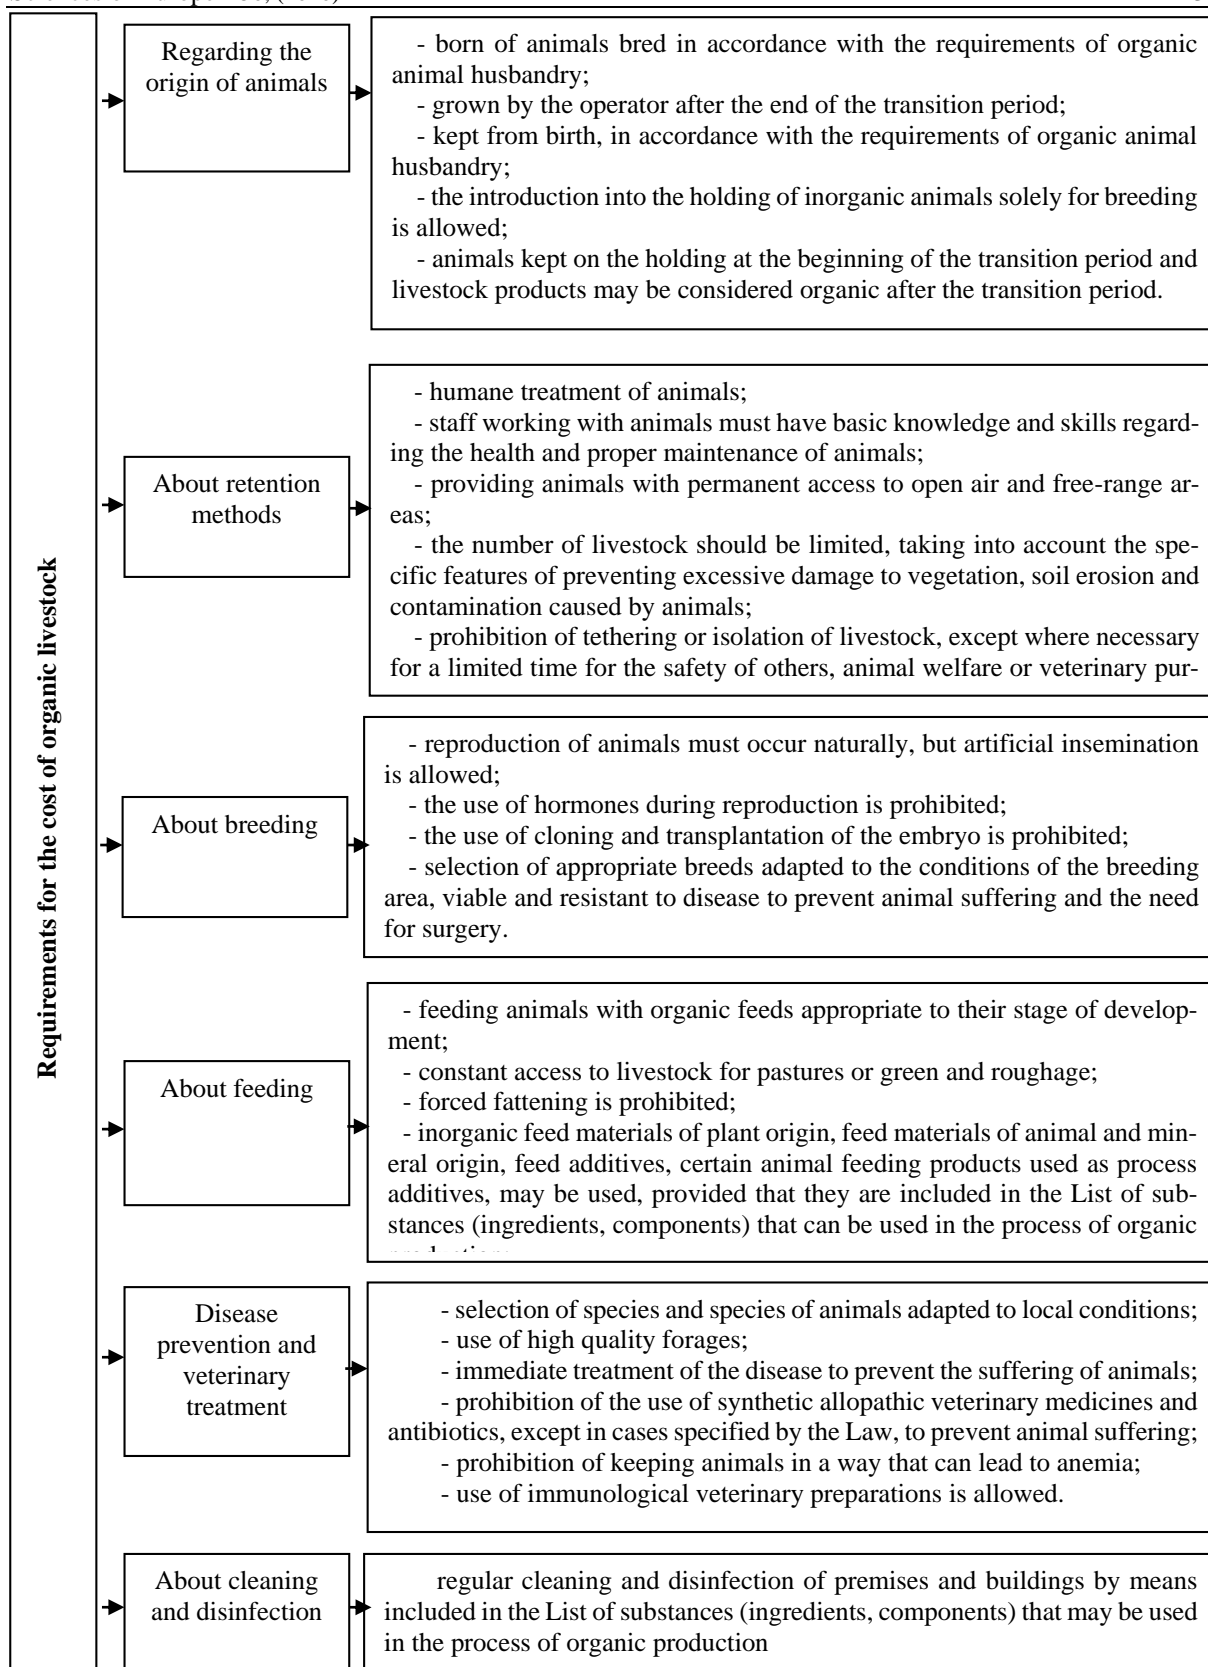 Requirements for the cost of organic livestock
Regarding the
origin of animals
- born of animals bred in accordance with the requirements of organic
animal husbandry;
- grown by the operator after the end of the transition period;
- kept from birth, in accordance with the requirements of organic animal
husbandry;
- the introduction into the holding of inorganic animals solely for breeding
is allowed;
- animals kept on the holding at the beginning of the transition period and
livestock products may be considered organic after the transition period.
About retention
methods
- humane treatment of animals;
- staff working with animals must have basic knowledge and skills regard-
ing the health and proper maintenance of animals;
- providing animals with permanent access to open air and free-range ar-
eas;
- the number of livestock should be limited, taking into account the spe-
cific features of preventing excessive damage to vegetation, soil erosion and
contamination caused by animals;
- prohibition of tethering or isolation of livestock, except where necessary
for a limited time for the safety of others, animal welfare or veterinary pur-
About breeding
- reproduction of animals must occur naturally, but artificial insemination
is allowed;
- the use of hormones during reproduction is prohibited;
- the use of cloning and transplantation of the embryo is prohibited;
- selection of appropriate breeds adapted to the conditions of the breeding
area, viable and resistant to disease to prevent animal suffering and the need
for surgery.
About feeding
- feeding animals with organic feeds appropriate to their stage of develop-
ment;
- constant access to livestock for pastures or green and roughage;
- forced fattening is prohibited;
- inorganic feed materials of plant origin, feed materials of animal and min-
eral origin, feed additives, certain animal feeding products used as process
additives, may be used, provided that they are included in the List of sub-
stances (ingredients, components) that can be used in the process of organic
Disease
prevention and
veterinary
treatment
- selection of species and species of animals adapted to local conditions;
- use of high quality forages;
- immediate treatment of the disease to prevent the suffering of animals;
- prohibition of the use of synthetic allopathic veterinary medicines and
antibiotics, except in cases specified by the Law, to prevent animal suffering;
- prohibition of keeping animals in a way that can lead to anemia;
- use of immunological veterinary preparations is allowed.
About cleaning
and disinfection
regular cleaning and disinfection of premises and buildings by means
included in the List of substances (ingredients, components) that may be used
in the process of organic production